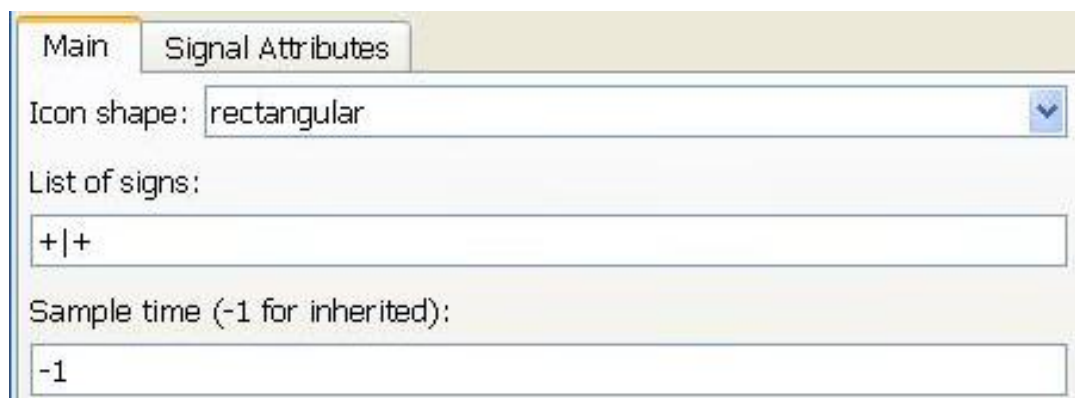 Main Signal Attributes
Icon shape: rectangular
List of signs:
+|+
Sample time (-1 for inherited):
-1